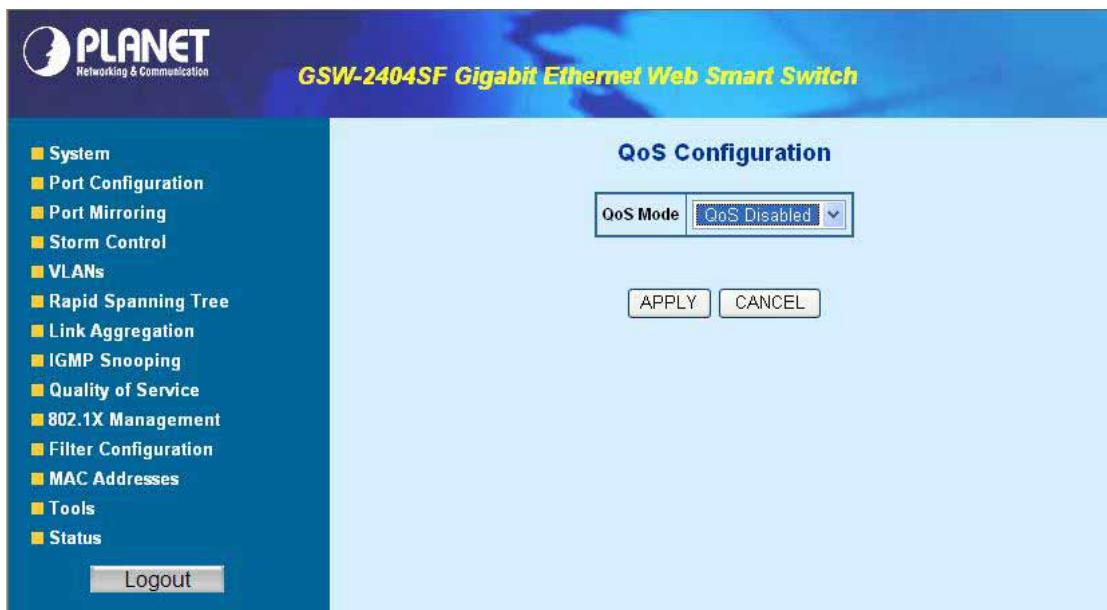 PLANET
Networking & Communication
GSW-2404SF Gigabit Ethernet Web Smart Switch
System
Port Configuration
Port Mirroring
Storm Control
VLANs
Rapid Spanning Tree
Link Aggregation
IGMP Snooping
Quality of Service
802.1X Management
Filter Configuration
MAC Addresses
Tools
Status
Logout
QoS Configuration
QoS Mode QoS Disabled
APPLY CANCEL